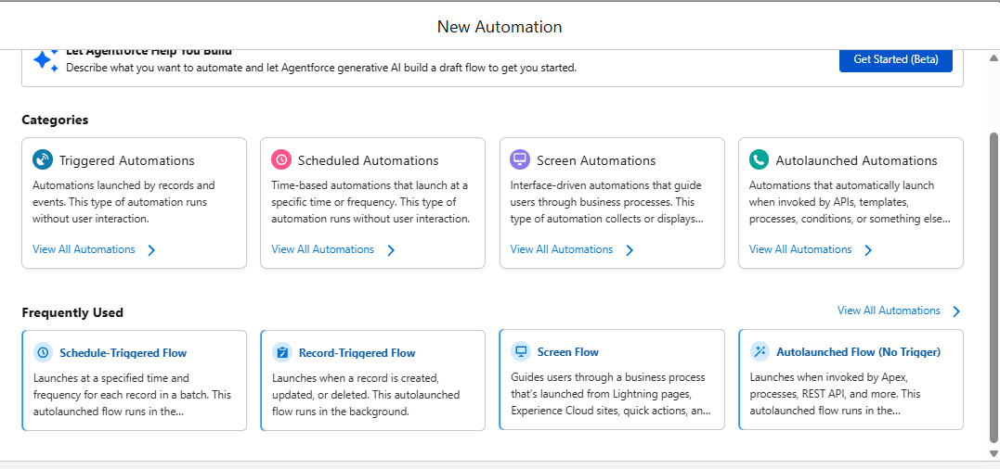 New Automation
Let Agentforce Help You Build
Describe what you want to automate and let Agentforce generative AI build a draft flow to get you started.
Get Started (Beta)
Categories
Triggered Automations
Automations launched by records and
events. This type of automation runs
without user interaction.
View All Automations
Scheduled Automations
Time-based automations that launch at a
specific time or frequency. This type of
automation runs without user interaction.
View All Automations
Screen Automations
Interface-driven automations that guide
users through business processes. This
type of automation collects or displays...
View All Automations
Autolaunched Automations
Automations that automatically launch
when invoked by APIs, templates,
processes, conditions, or something else...
View All Automations
Frequently Used
View All Automations
Schedule-Triggered Flow
Launches at a specified time and
frequency for each record in a batch. This
autolaunched flow runs in the...
Record-Triggered Flow
Launches when a record is created,
updated, or deleted. This autolaunched
flow runs in the background.
Screen Flow
Guides users through a business process
that's launched from Lightning pages,
Experience Cloud sites, quick actions, an...
Autolaunched Flow (No Trigger)
Launches when invoked by Apex,
processes, REST API, and more. This
autolaunched flow runs in the...